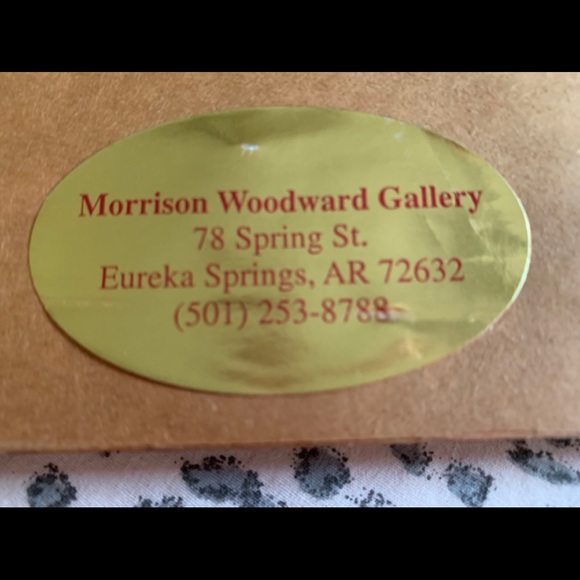 Morrison Woodward Gallery
78 Spring St.
Eureka Springs, AR 72632
(501) 253-8788